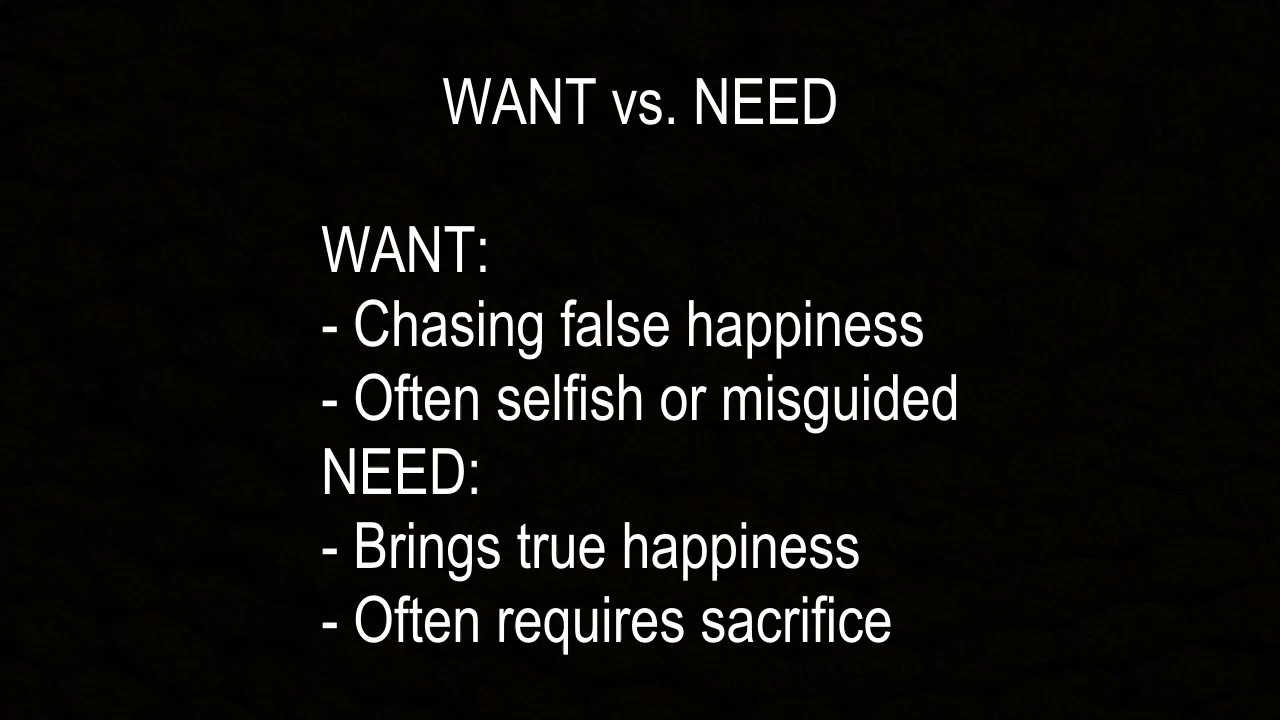 WANT vs. NEED
WANT:
- Chasing false happiness
- Often selfish or misguided
NEED:
- Brings true happiness
- Often requires sacrifice